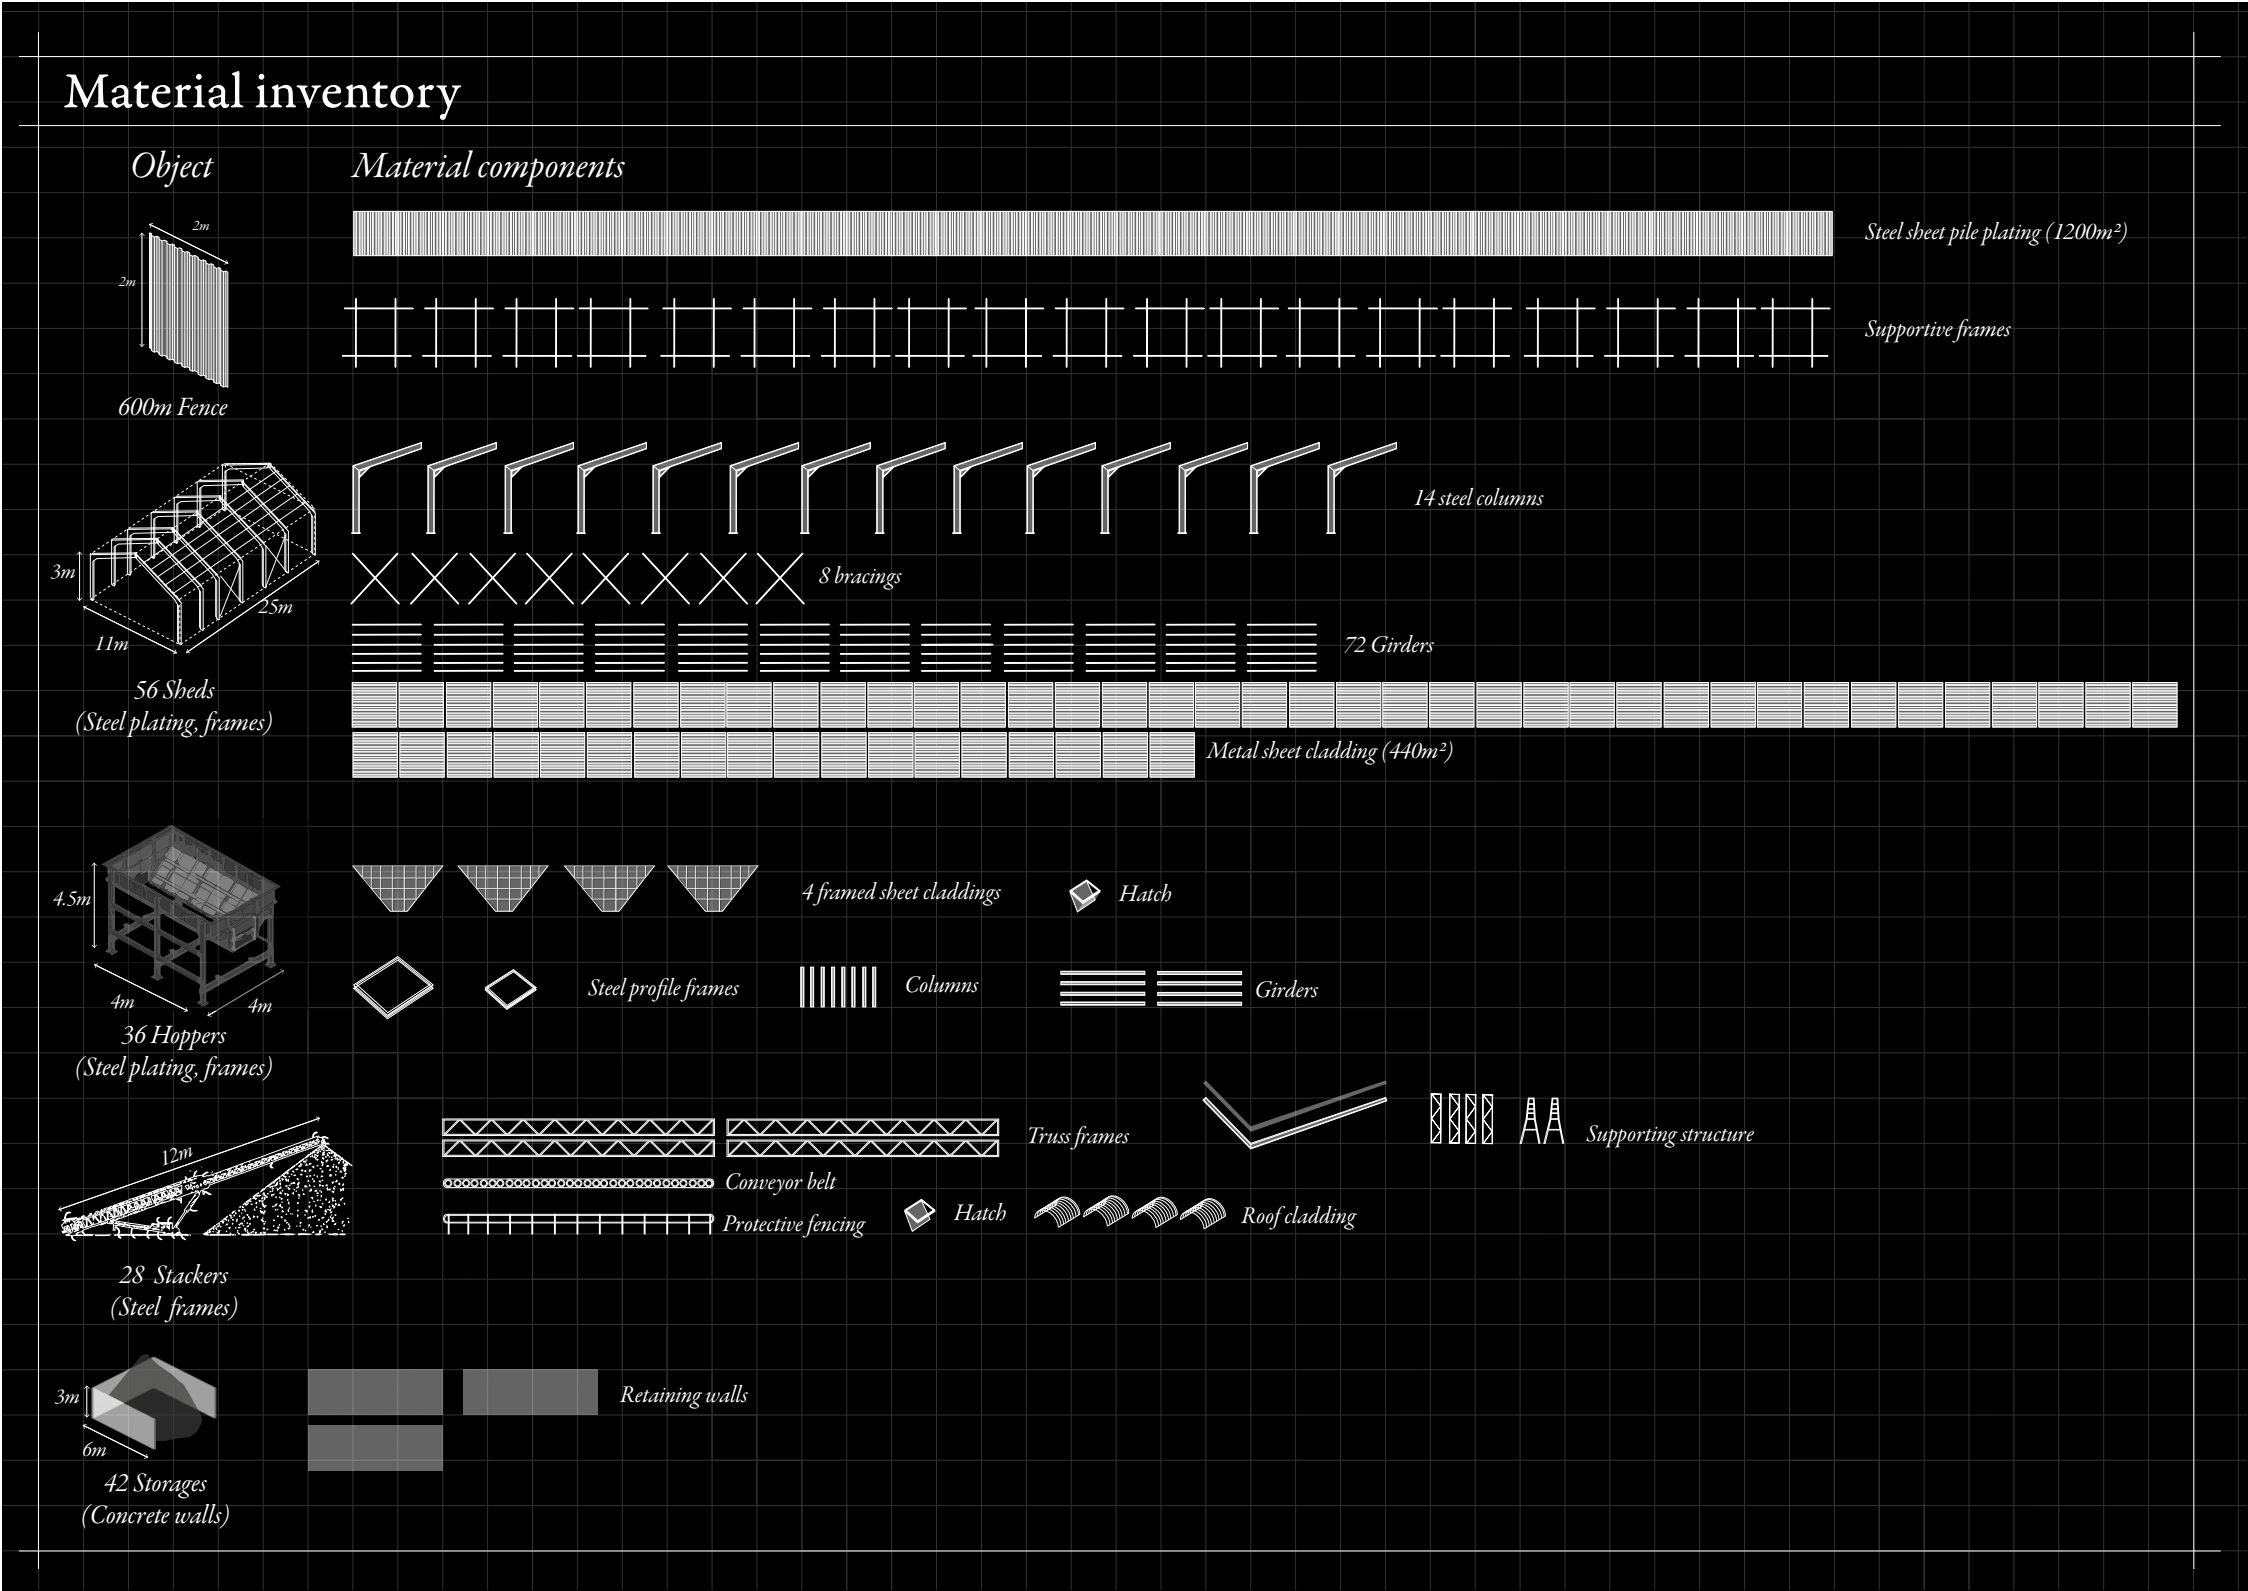 Material inventory
Object
Material components
2m
2m
600m Fence
Steel sheet pile plating (1200m²)
Supportive frames
3m
11m
25m
56 Sheds
(Steel plating, frames)
14 steel columns
8 bracings
72 Girders
Metal sheet cladding (440m²)
4.5m
4m
4m
36 Hoppers
(Steel plating, frames)
4 framed sheet claddings
Hatch
Steel profile frames
Columns
Girders
12m
28 Stackers
(Steel frames)
Truss frames
Supporting structure
Conveyor belt
Protective fencing
Hatch
Roof cladding
3m
6m
42 Storages
(Concrete walls)
Retaining walls